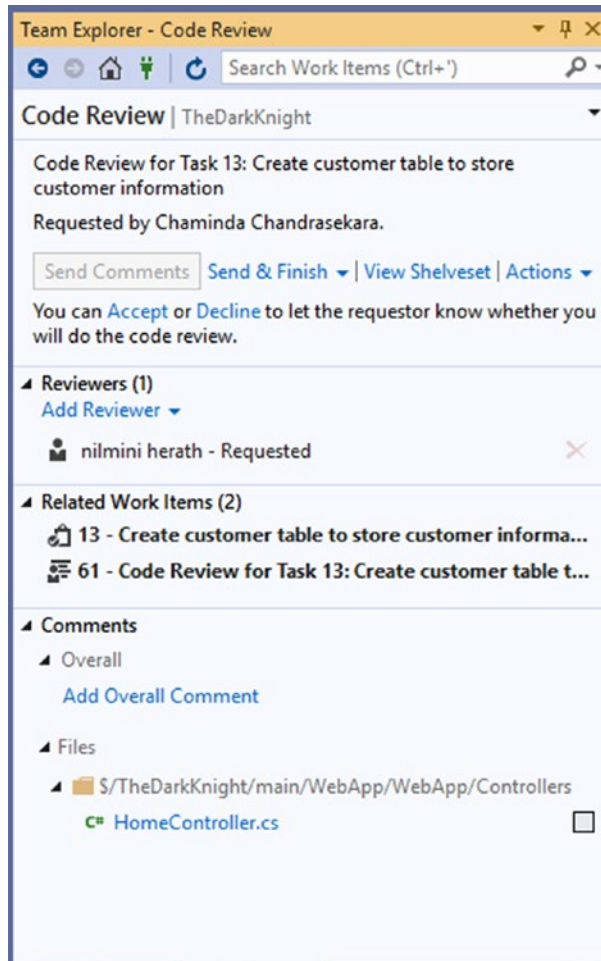 Team Explorer - Code Review
Search Work Items (Ctrl+')
Code Review | TheDarkKnight
Code Review for Task 13: Create customer table to store
customer information
Requested by Chaminda Chandrasekara.
Send Comments Send & Finish | View Shelveset | Actions
You can Accept or Decline to let the requestor know whether you
will do the code review.
Reviewers (1)
Add Reviewer
nilmini herath - Requested
Related Work Items (2)
13 - Create customer table to store customer informa...
61 - Code Review for Task 13: Create customer table t...
Comments
Overall
Add Overall Comment
Files
$/TheDarkKnight/main/WebApp/WebApp/Controllers
C# HomeController.cs